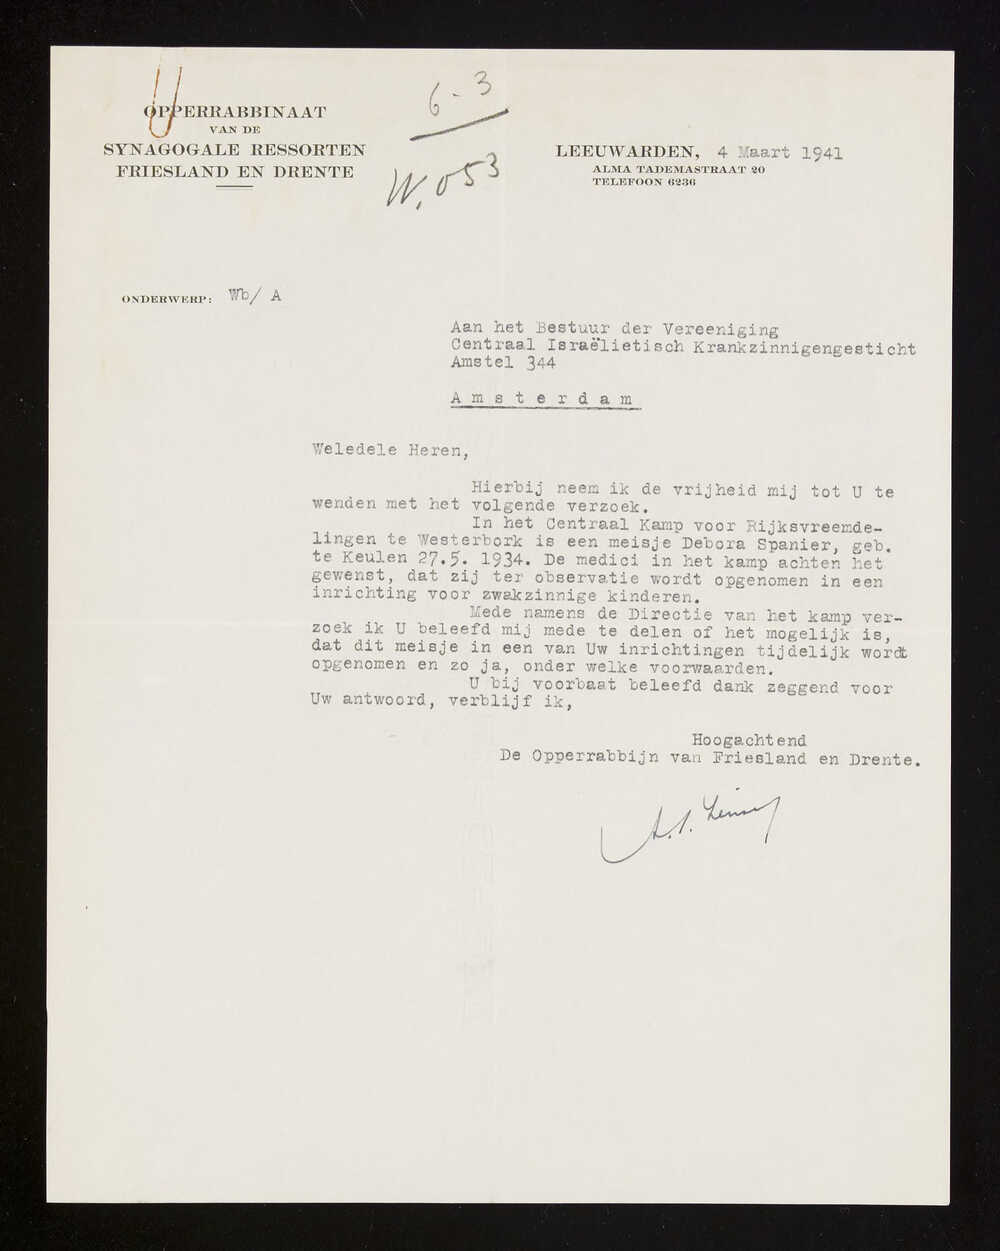 OPPERRABBINAAT
VAN DE
SYNAGOGALE RESSORTEN
FRIESLAND EN DRENTE
6-3
W. 053
LEEUWARDEN, 4 Maart 1941
ALMA TADEMASTRAAT 20
TELEFOON 6236
ONDERWERP: Wb/ A
Aan het Bestuur der Vereeniging
Centraal Israëlietisch Krankzinnigengesticht
Amstel 344
Amsterdam
Weledele Heren,
Hierbij neem ik de vrijheid mij tot U te
wenden met het volgende verzoek.
In het Centraal Kamp voor Rijksvreemde-
lingen te Westerbork is een meisje Debora Spanier, geb.
te Keulen 27.5. 1934. De medici in het kamp achten het
gewenst, dat zij ter observatie wordt opgenomen in een
inrichting voor zwakzinnige kinderen.
Mede namens de Directie van het kamp ver-
zoek ik U beleefd mij mede te delen of het mogelijk is,
dat dit meisje in een van Uw inrichtingen tijdelijk wordt
opgenomen en zo ja, onder welke voorwaarden.
U bij voorbaat beleefd dank zeggend voor
Uw antwoord, verblijf ik,
Hoogachtend
De Opperrabbijn van Friesland en Drente.